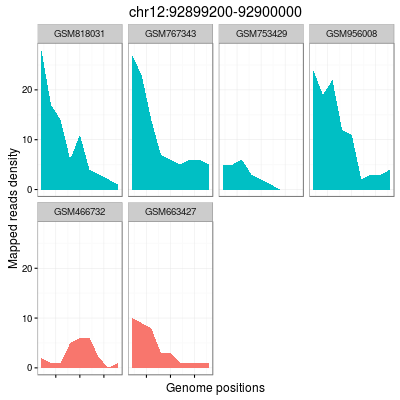 chr12:92899200-92900000
GSM818031 GSM767343 GSM753429 GSM956008
20
10
0
GSM466732 GSM663427
20
10
0
Mapped reads density
Genome positions